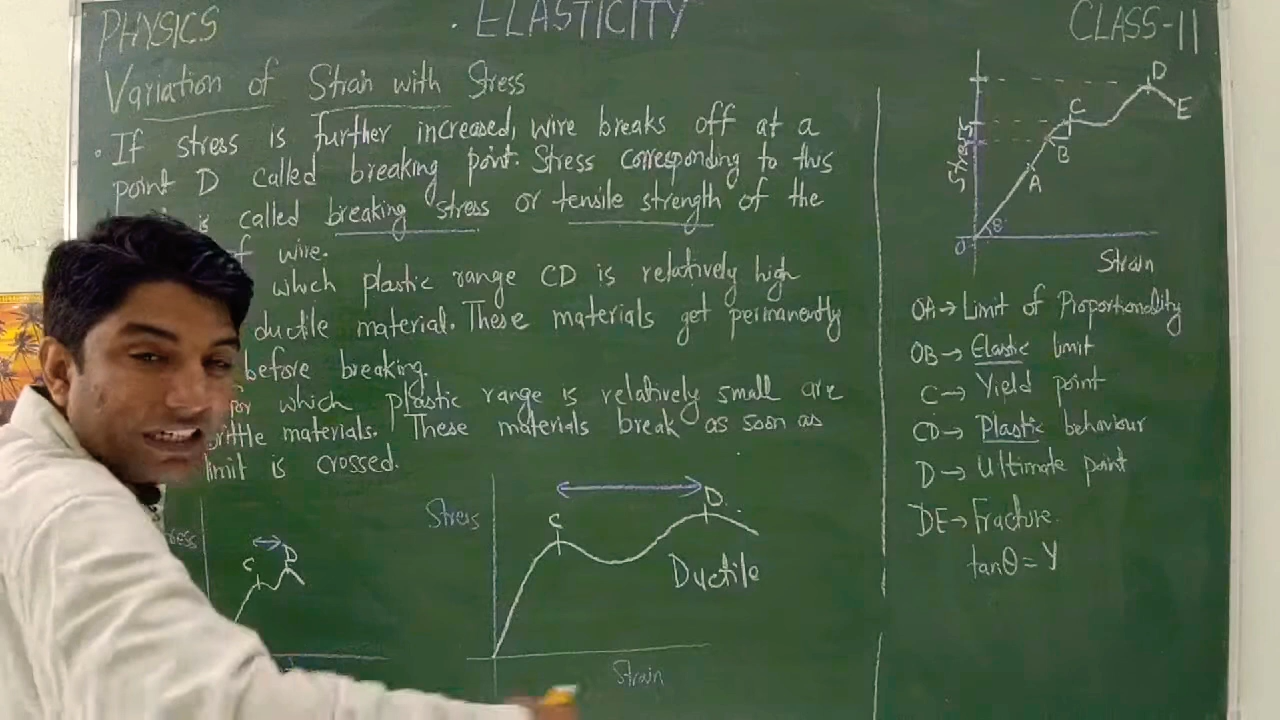 PHYSICS
ELASTICITY
CLASS-11
Variation of Strain with Stress
• If stress is further increased, wire breaks off at a
point D called breaking point. Stress corresponding to this
is called breaking stress or tensile strength of the
wire.
which plastic range CD is relatively high
ductile material. These materials get permanently
before breaking.
for which plastic range is relatively small are
brittle materials. These materials break as soon as
limit is crossed.
C
D
Stress
C
D
Ductile
Strain
Stress
D
E
C
B
A
O
θ
Strain
OA→ Limit of Proportionality
OB→ Elastic limit
C→ Yield point
CD→ Plastic behaviour
D→ Ultimate point
DE→ Fracture.
tanθ = Y